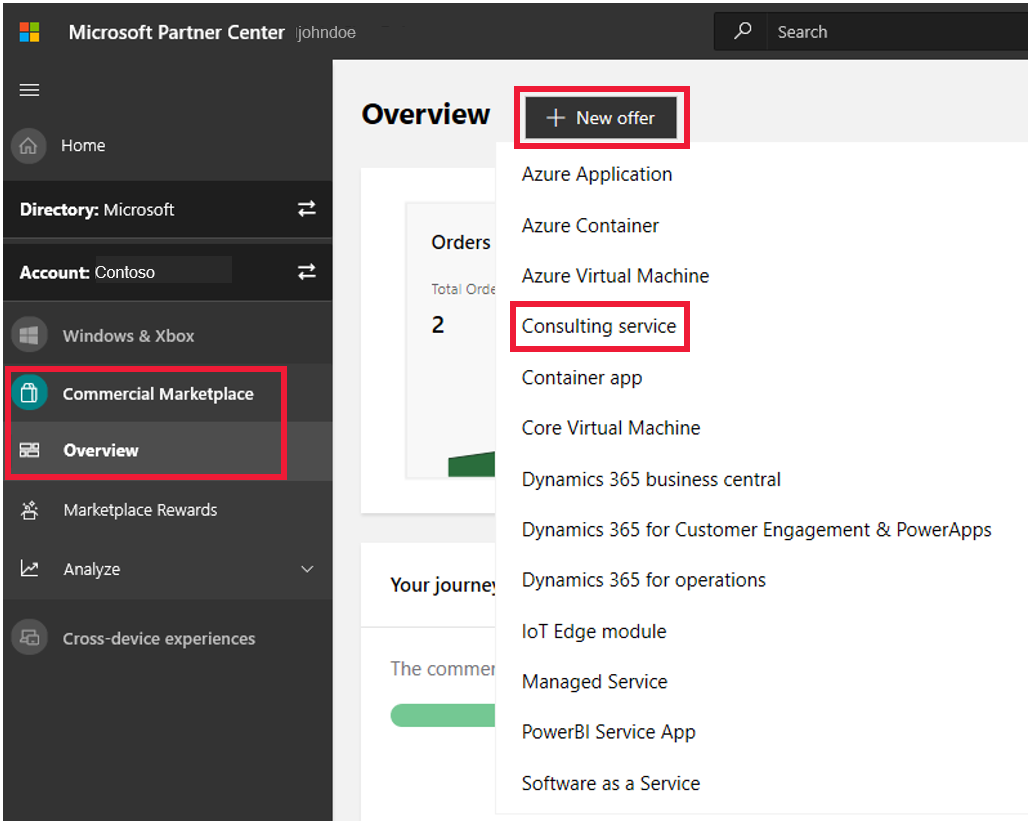 Microsoft Partner Center johndoe
Search
Home
Directory: Microsoft
Account: Contoso
Windows & Xbox
Commercial Marketplace
Overview
Marketplace Rewards
Analyze
Cross-device experiences
Overview
+ New offer
Orders
Total Orde
2
Your journey
The commer
Azure Application
Azure Container
Azure Virtual Machine
Consulting service
Container app
Core Virtual Machine
Dynamics 365 business central
Dynamics 365 for Customer Engagement & PowerApps
Dynamics 365 for operations
IoT Edge module
Managed Service
PowerBI Service App
Software as a Service